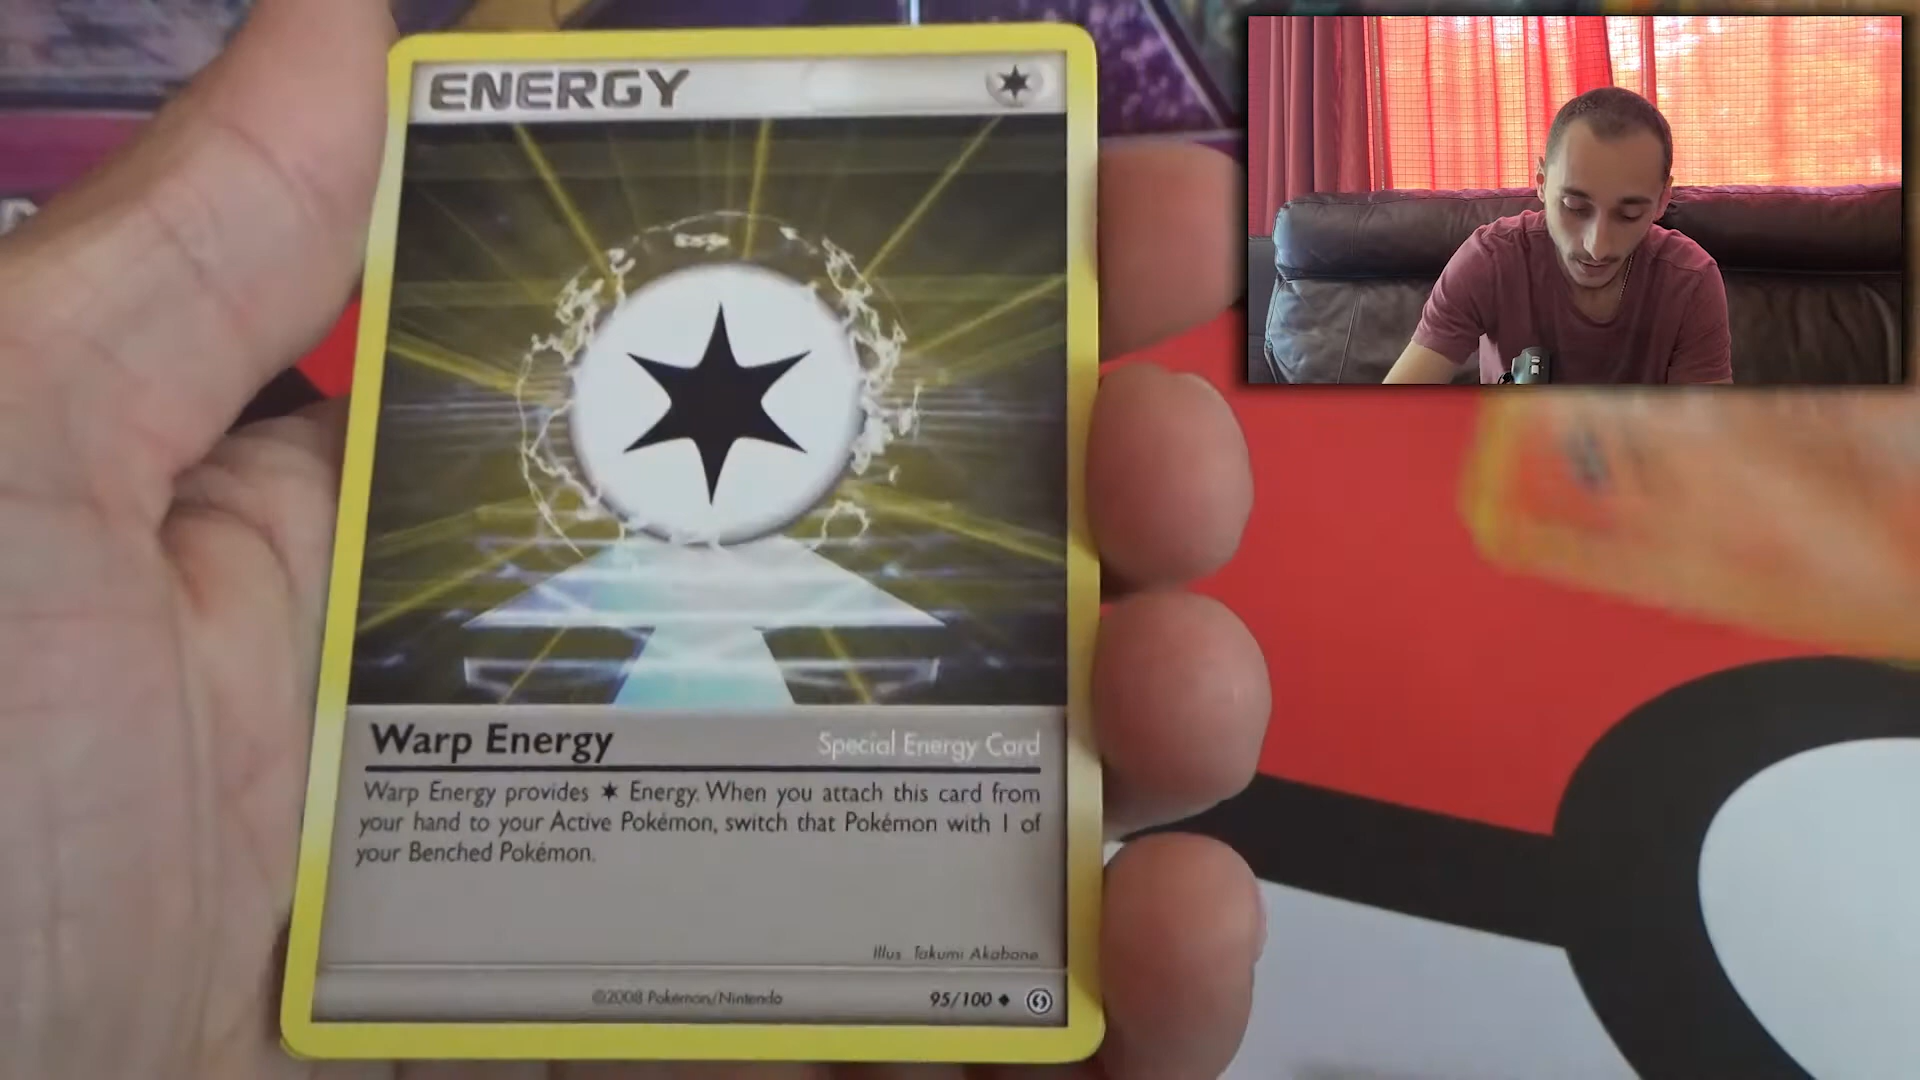 ENERGY
Warp Energy Special Energy Card
Warp Energy provides ✶ Energy. When you attach this card from
your hand to your Active Pokémon, switch that Pokémon with 1 of
your Benched Pokémon.
Illus. Takumi Akabane
©2008 Pokémon/Nintendo 95/100